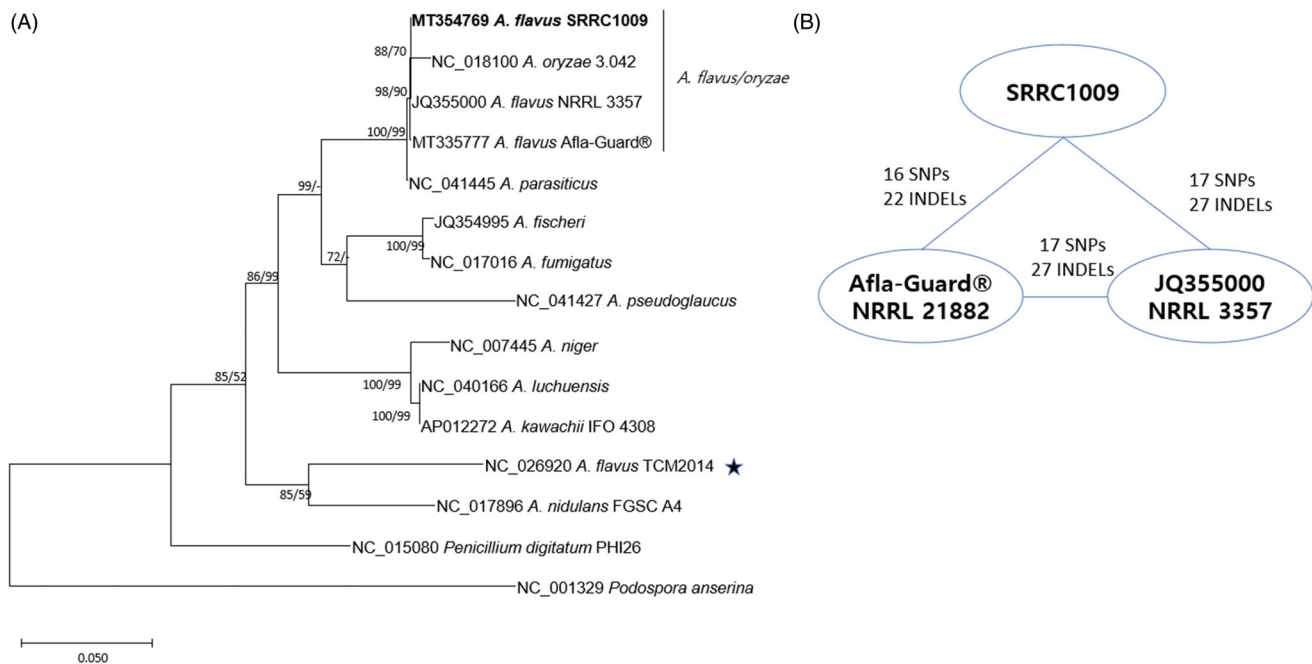 (A)
MT354769 A. flavus SRRC1009
88/70
NC_018100 A. oryzae 3.042
A. flavus/oryzae
98/90
JQ355000 A. flavus NRRL 3357
100/99
MT335777 A. flavus Afla-Guard®
99/-
NC_041445 A. parasiticus
JQ354995 A. fischeri
100/99
72/-
NC_017016 A. fumigatus
86/99
NC_041427 A. pseudoglaucus
NC_007445 A. niger
85/52
100/99
NC_040166 A. luchuensis
100/99
AP012272 A. kawachii IFO 4308
NC_026920 A. flavus TCM2014
85/59
NC_017896 A. nidulans FGSC A4
NC_015080 Penicillium digitatum PHI26
NC_001329 Podospora anserina
0.050
(B)
SRRC1009
16 SNPs
22 INDELs
17 SNPs
27 INDELs
17 SNPs
27 INDELs
Afla-Guard®
NRRL 21882
JQ355000
NRRL 3357